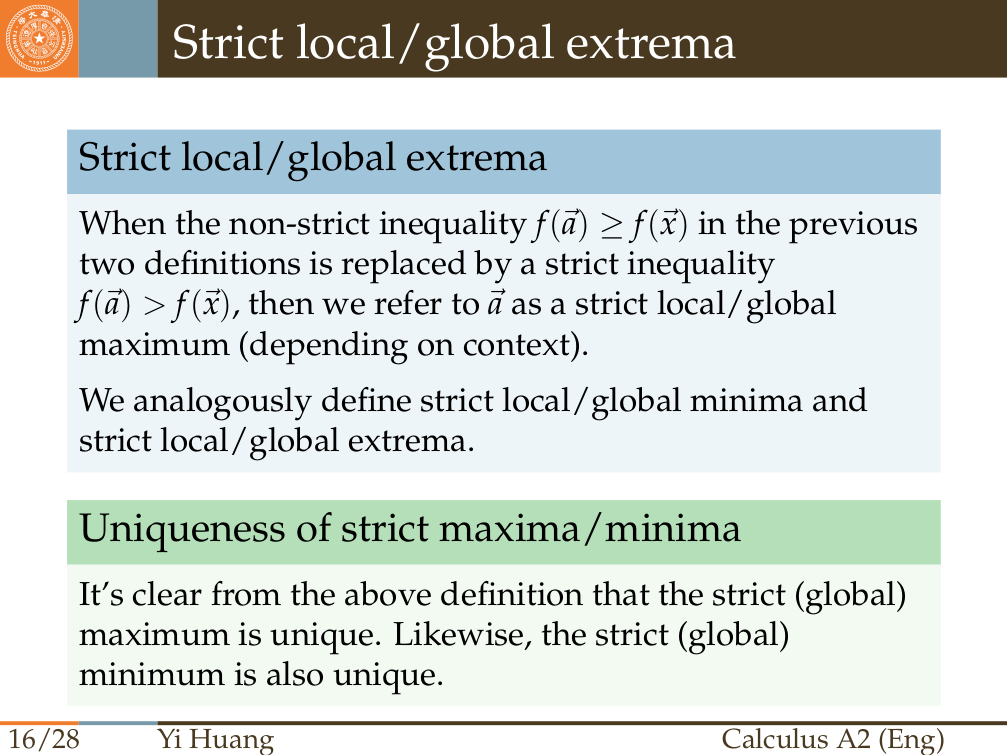 Strict local/global extrema
Strict local/global extrema
When the non-strict inequality f(a⃗) ≥ f(x⃗) in the previous
two definitions is replaced by a strict inequality
f(a⃗) > f(x⃗), then we refer to a⃗ as a strict local/global
maximum (depending on context).
We analogously define strict local/global minima and
strict local/global extrema.
Uniqueness of strict maxima/minima
It’s clear from the above definition that the strict (global)
maximum is unique. Likewise, the strict (global)
minimum is also unique.
16/28 Yi Huang Calculus A2 (Eng)